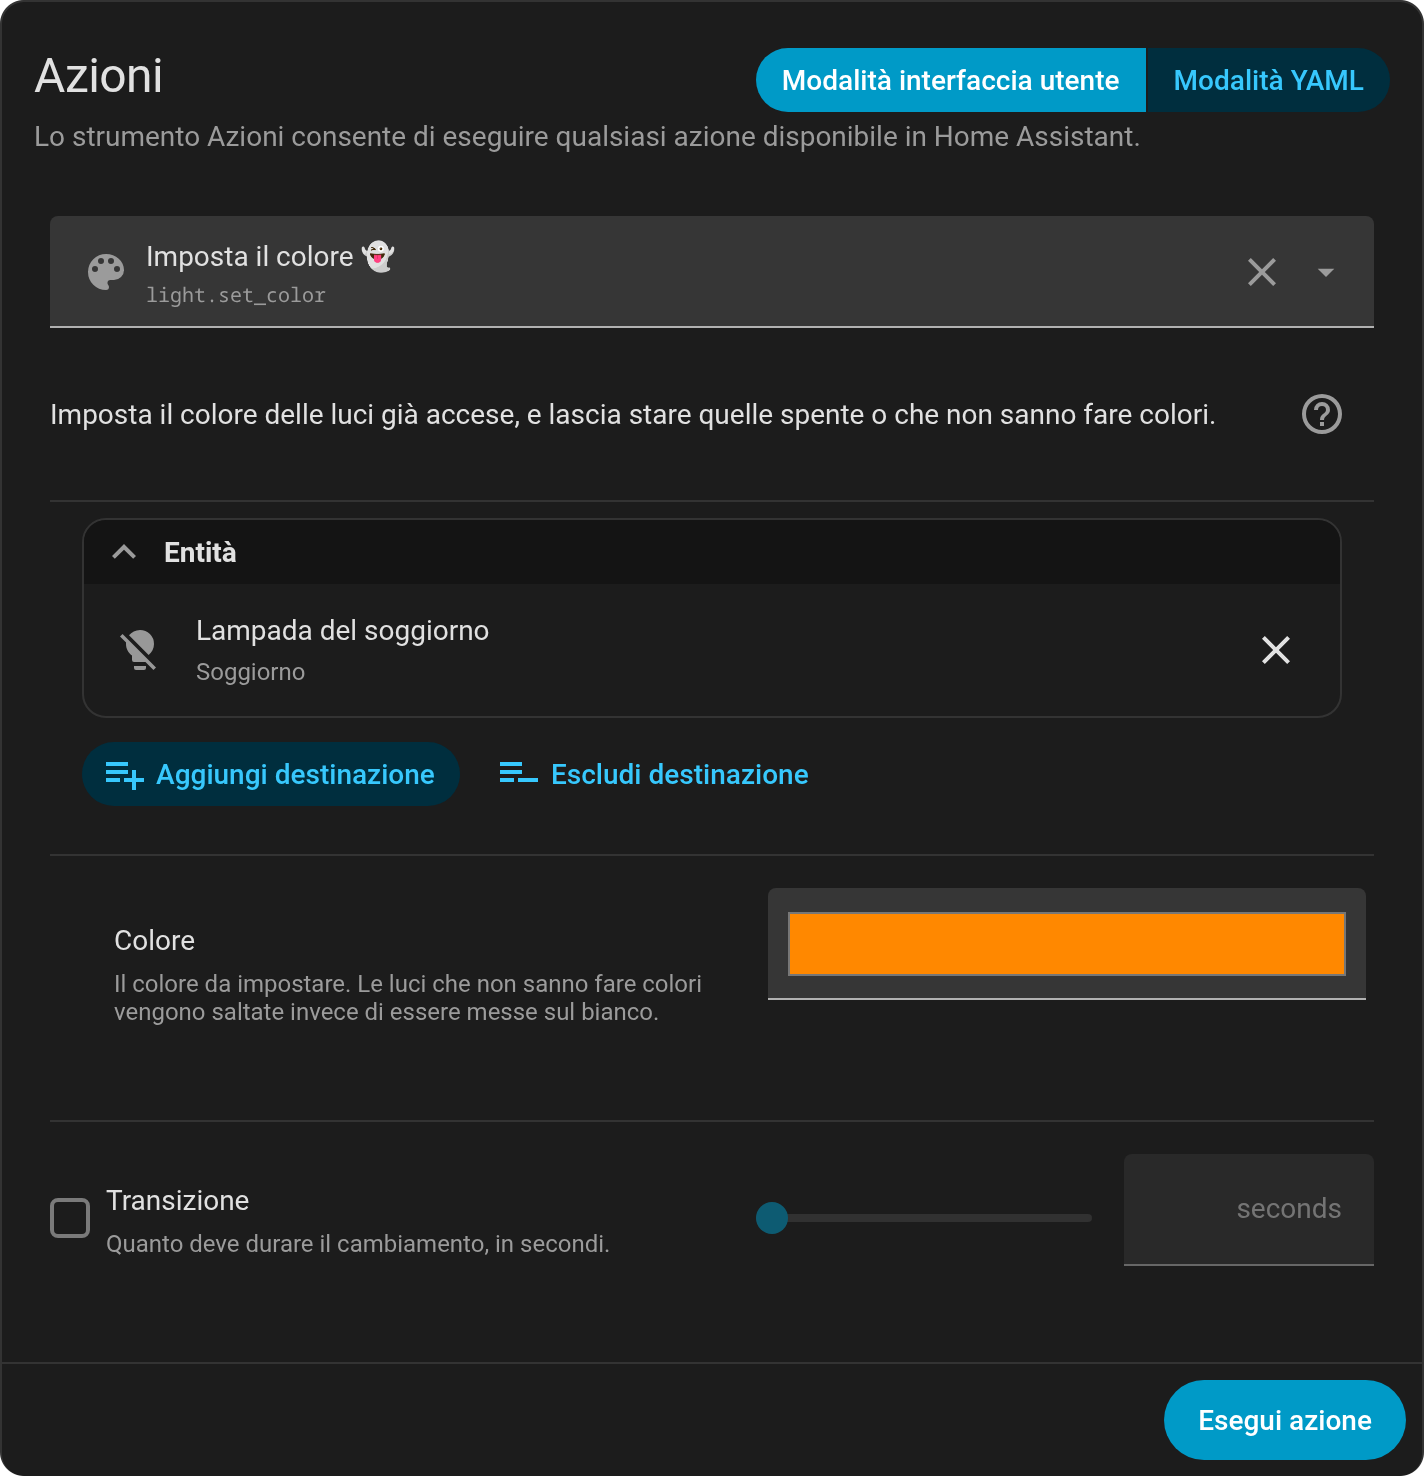 Azioni
Modalità interfaccia utente
Modalità YAML
Lo strumento Azioni consente di eseguire qualsiasi azione disponibile in Home Assistant.
Imposta il colore 👻
light.set_color
Imposta il colore delle luci già accese, e lascia stare quelle spente o che non sanno fare colori.
Entità
Lampada del soggiorno
Soggiorno
Aggiungi destinazione
Escludi destinazione
Colore
Il colore da impostare. Le luci che non sanno fare colori
vengono saltate invece di essere messe sul bianco.
Transizione
Quanto deve durare il cambiamento, in secondi.
seconds
Esegui azione